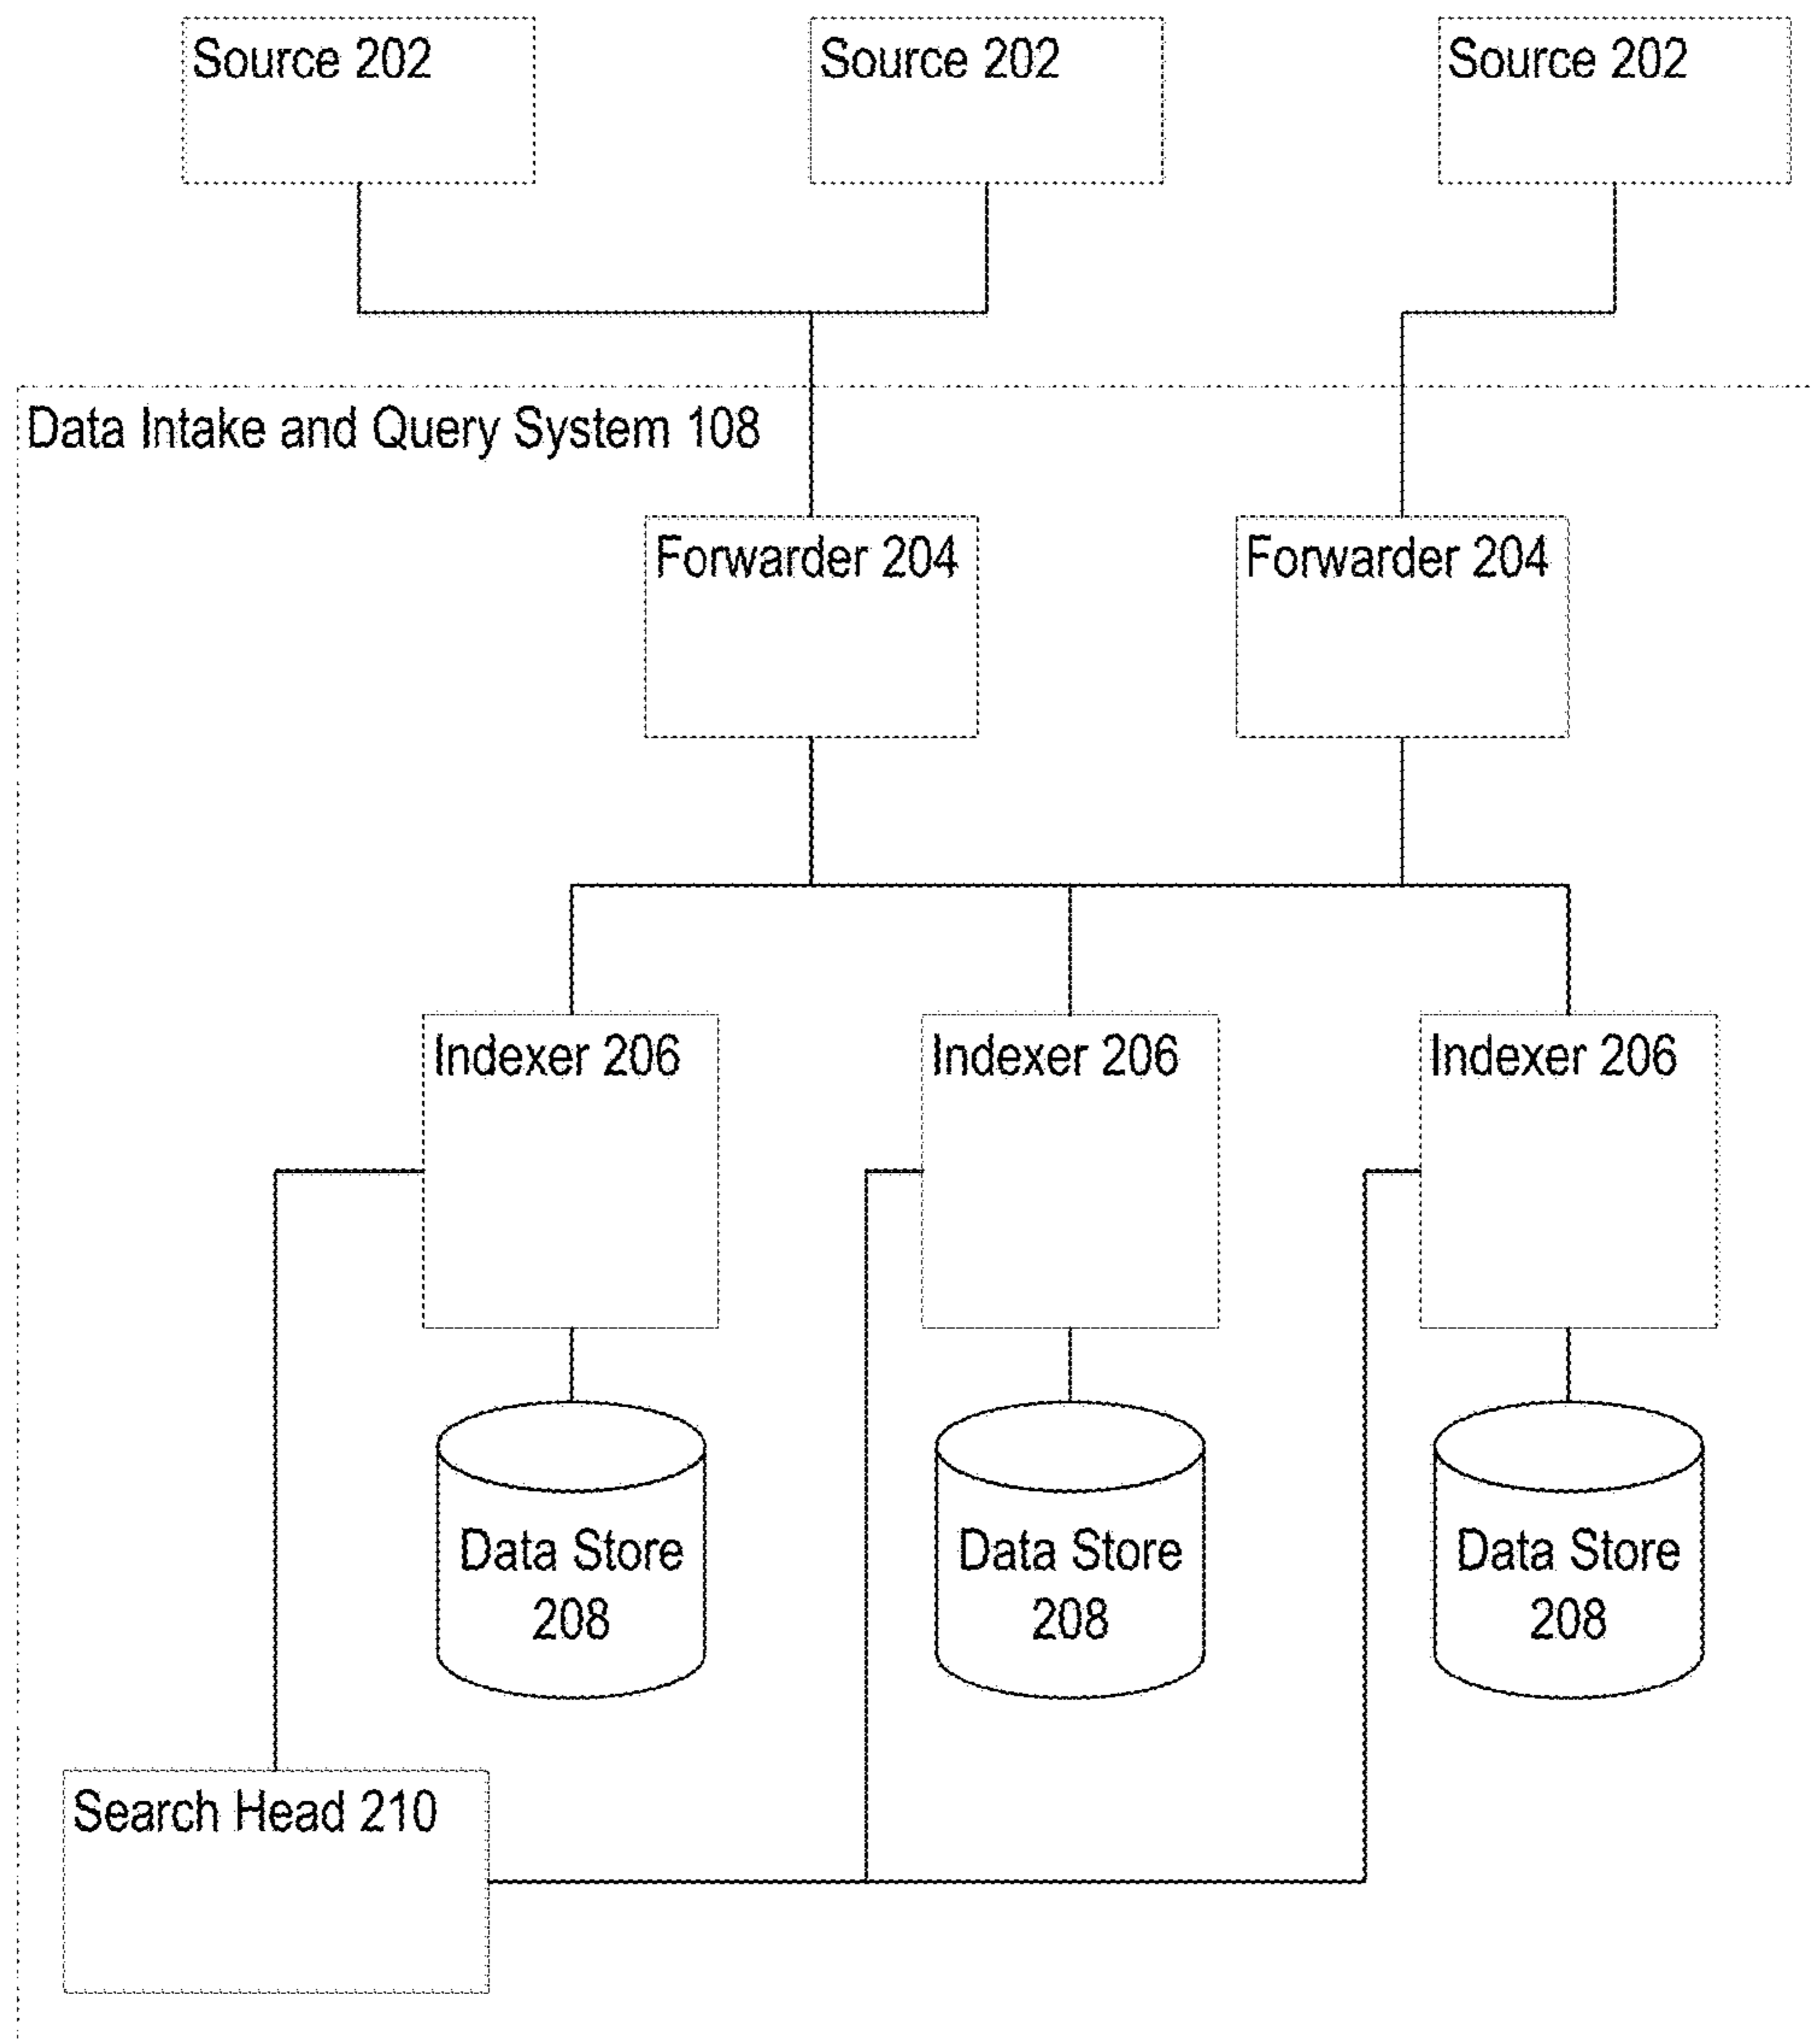 Source 202
Source 202
Source 202
Data Intake and Query System 108
Forwarder 204
Forwarder 204
Indexer 206
Indexer 206
Indexer 206
Data Store
208
Data Store
208
Data Store
208
Search Head 210